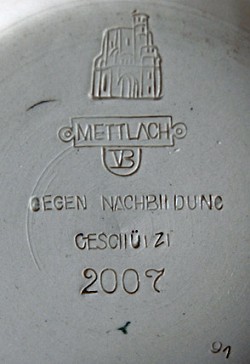 METTLACH
VB
GEGEN NACHBILDUNG
GESCHÜTZT
2007
91